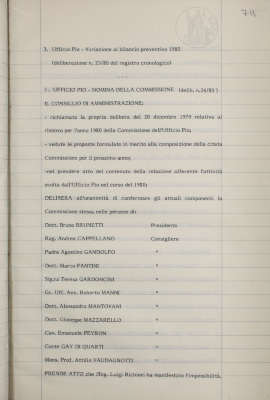 74
3. Ufficio Pio - Variazione al bilancio preventivo 1980
(deliberazione n. 25/80 del registro cronologico)
---
1. UFFICIO PIO - NOMINA DELLA COMMISSIONE (delib. n.26/80)
IL CONSIGLIO DI AMMINISTRAZIONE:
- richiamata la propria delibera del 20 dicembre 1979 relativa al
rinnovo per l'anno 1980 della Commissione dell'Ufficio Pio;
- vedute le proposte formulate in merito alla composizione della citata
Commissione per il prossimo anno;
-nel prendere atto del contenuto della relazione afferente l'attività
svolta dall'Ufficio Pio nel corso del 1980;
DELIBERA all'unanimità di confermare gli attuali componenti la
Commissione stessa, nelle persone di:
Dott. Bruno BRUNETTI Presidente
Rag. Andrea CAPPELLANO Consigliere
Padre Agostino GANDOLFO "
Dott. Marco FANTINI "
Sig.ra Teresa GARDONCINI "
Gr. Uff. Avv. Roberto MANNI "
Dott. Alessandro MANTOVANI "
Dott. Giuseppe MAZZARELLO "
Cav. Emanuele PEYRON "
Conte GAY DI QUARTI "
Mons. Prof. Attilio VAUDAGNOTTI "
PRENDE ATTO che l'Ing. Luigi Richieri ha manifestato l'impossibilità,